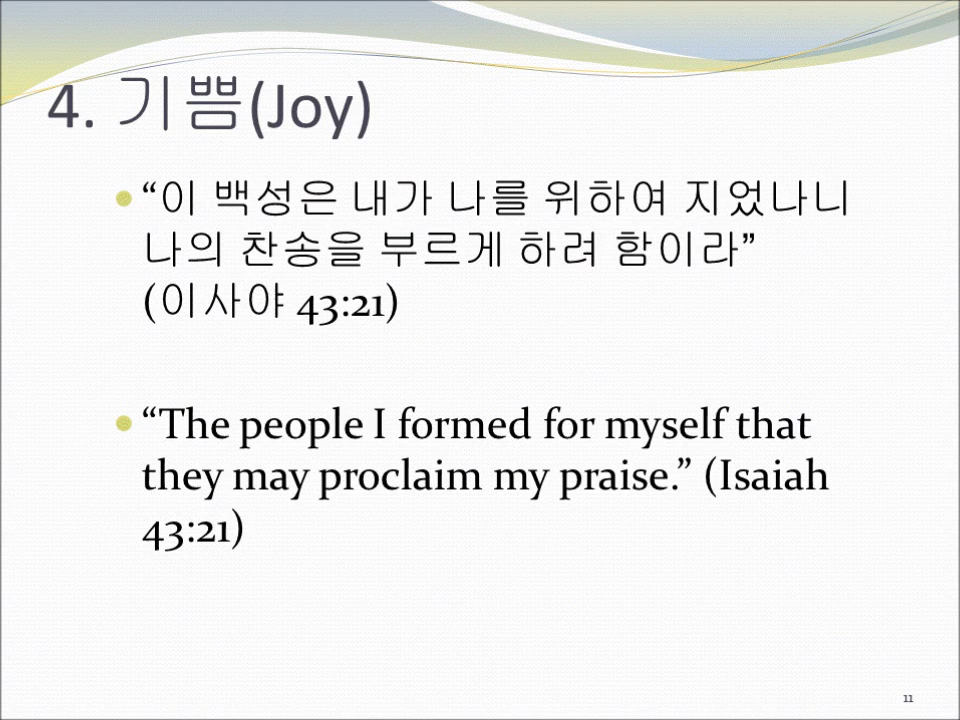 4. 기쁨(Joy)
“이 백성은 내가 나를 위하여 지었나니
나의 찬송을 부르게 하려 함이라”
(이사야 43:21)
“The people I formed for myself that
they may proclaim my praise.” (Isaiah
43:21)
11